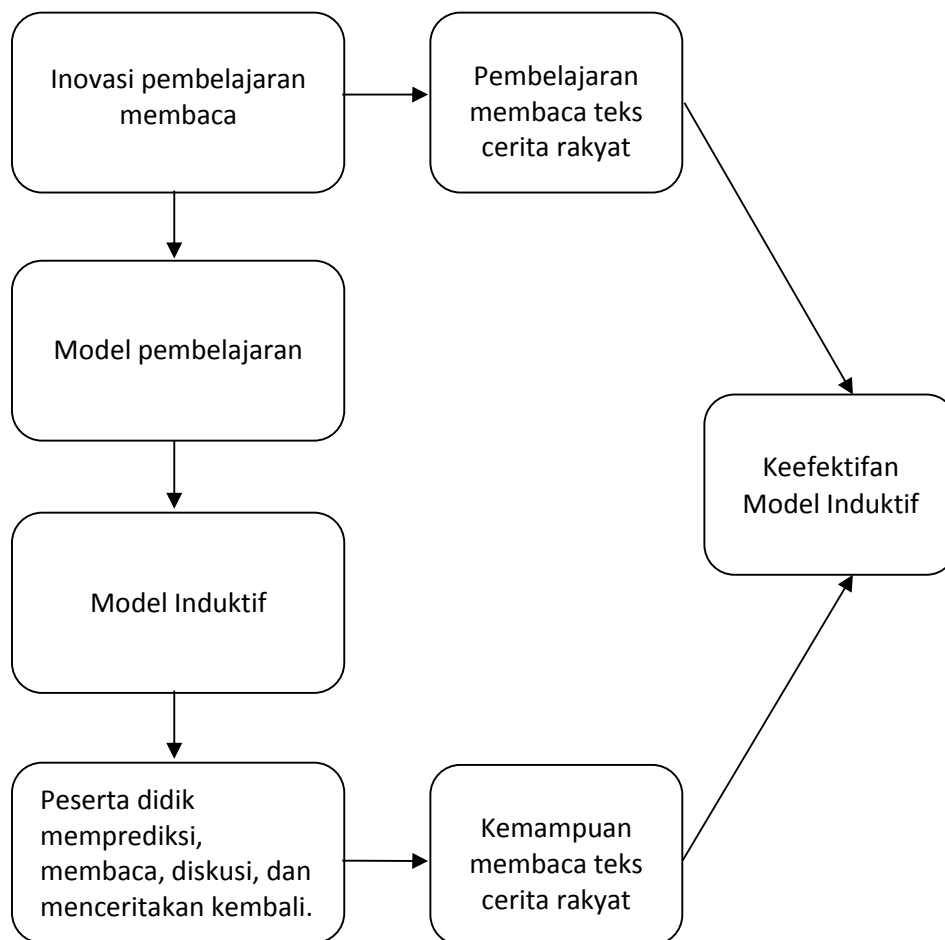 Inovasi pembelajaran
membaca
Pembelajaran
membaca teks
cerita rakyat
Model pembelajaran
Keefektifan
Model Induktif
Model Induktif
Peserta didik
memprediksi,
membaca, diskusi, dan
menceritakan kembali.
Kemampuan
membaca teks
cerita rakyat